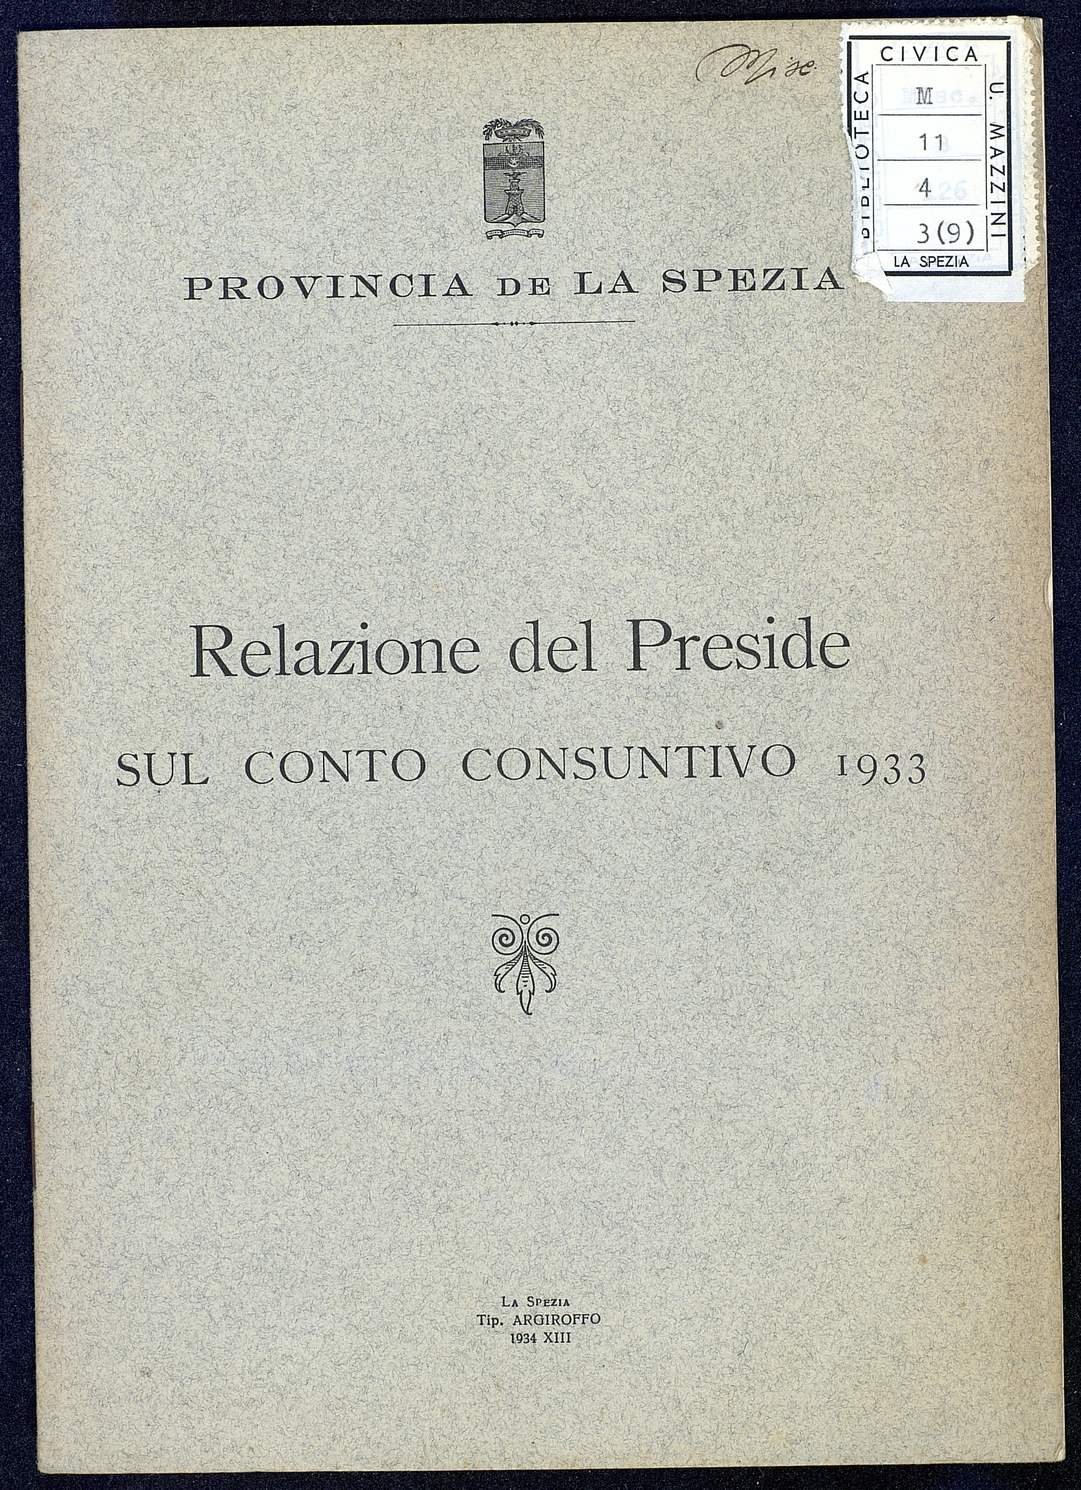 Misc.
BIBLIOTECA
CIVICA
U. MAZZINI
M
11
4
3(9)
LA SPEZIA
PROVINCIA DE LA SPEZIA
Relazione del Preside
SUL CONTO CONSUNTIVO 1933
LA SPEZIA
Tip. ARGIROFFO
1934 XIII